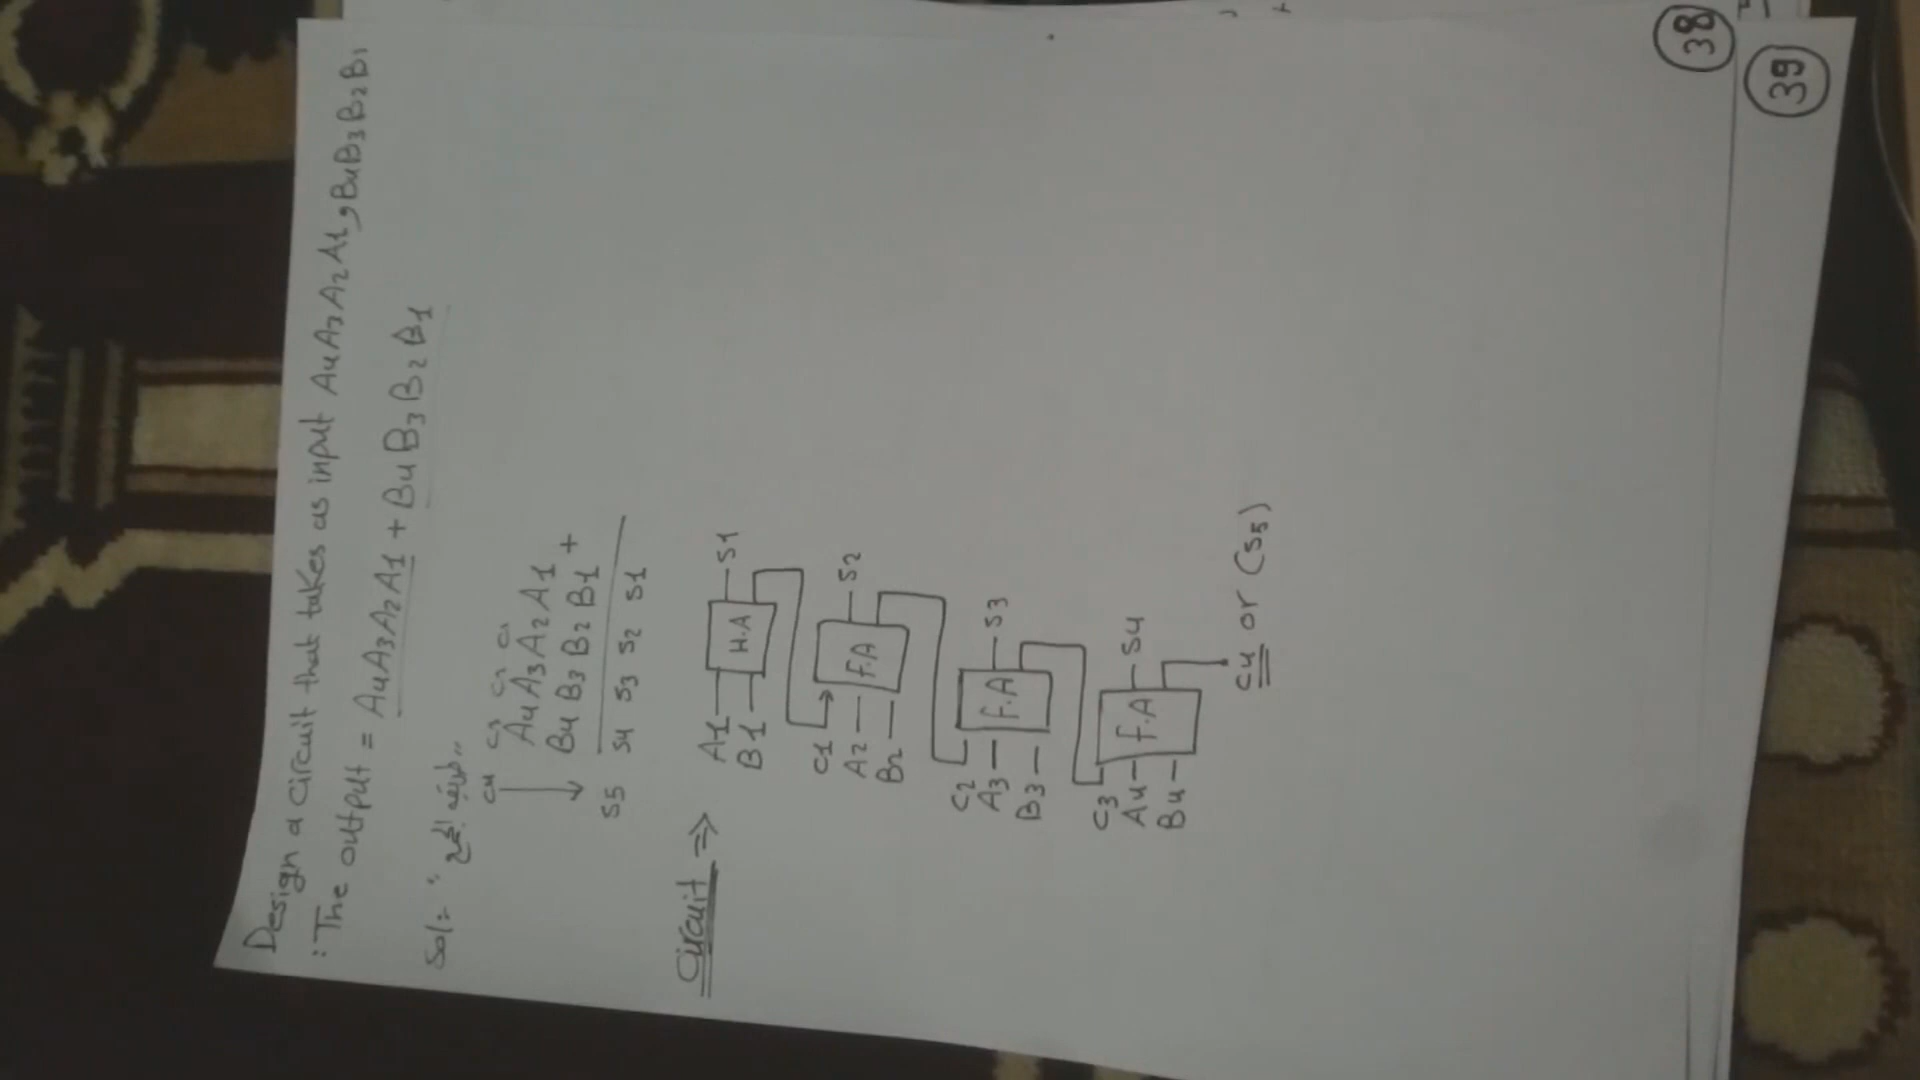 Design a circuit that takes as input A4A3A2A1, B4B3B2B1
: The output = A4A3A2A1 + B4B3B2B1
Sol:-
C4 C3 C2 C1
A4 A3 A2 A1
B4 B3 B2 B1 +
S5 S4 S3 S2 S1
Circuit ⇒
A1
B1
H.A
S1
C1
A2
B2
F.A
S2
C2
A3
B3
F.A
S3
C3
A4
B4
F.A
S4
C4 or (S5)
38
39